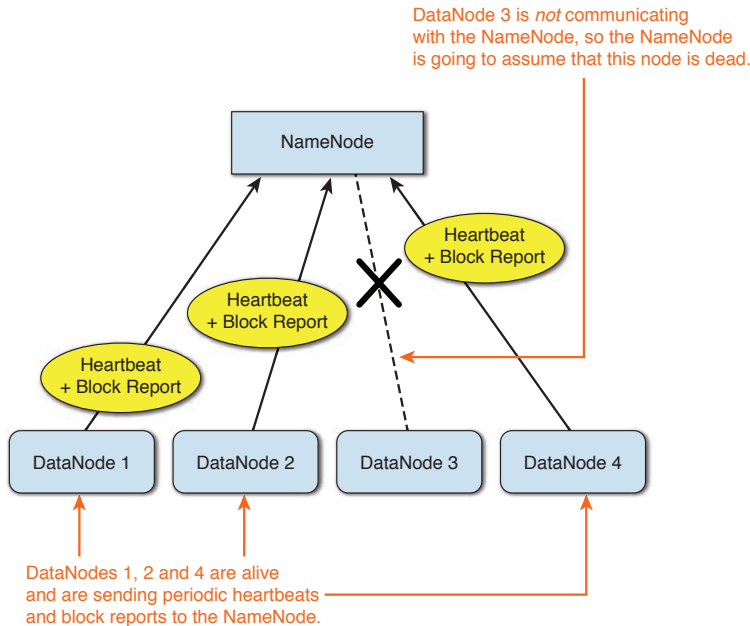 DataNode 3 is not communicating
with the NameNode, so the NameNode
is going to assume that this node is dead.
NameNode
Heartbeat
+ Block Report
Heartbeat
+ Block Report
Heartbeat
+ Block Report
DataNode 1
DataNode 2
DataNode 3
DataNode 4
DataNodes 1, 2 and 4 are alive
and are sending periodic heartbeats
and block reports to the NameNode.